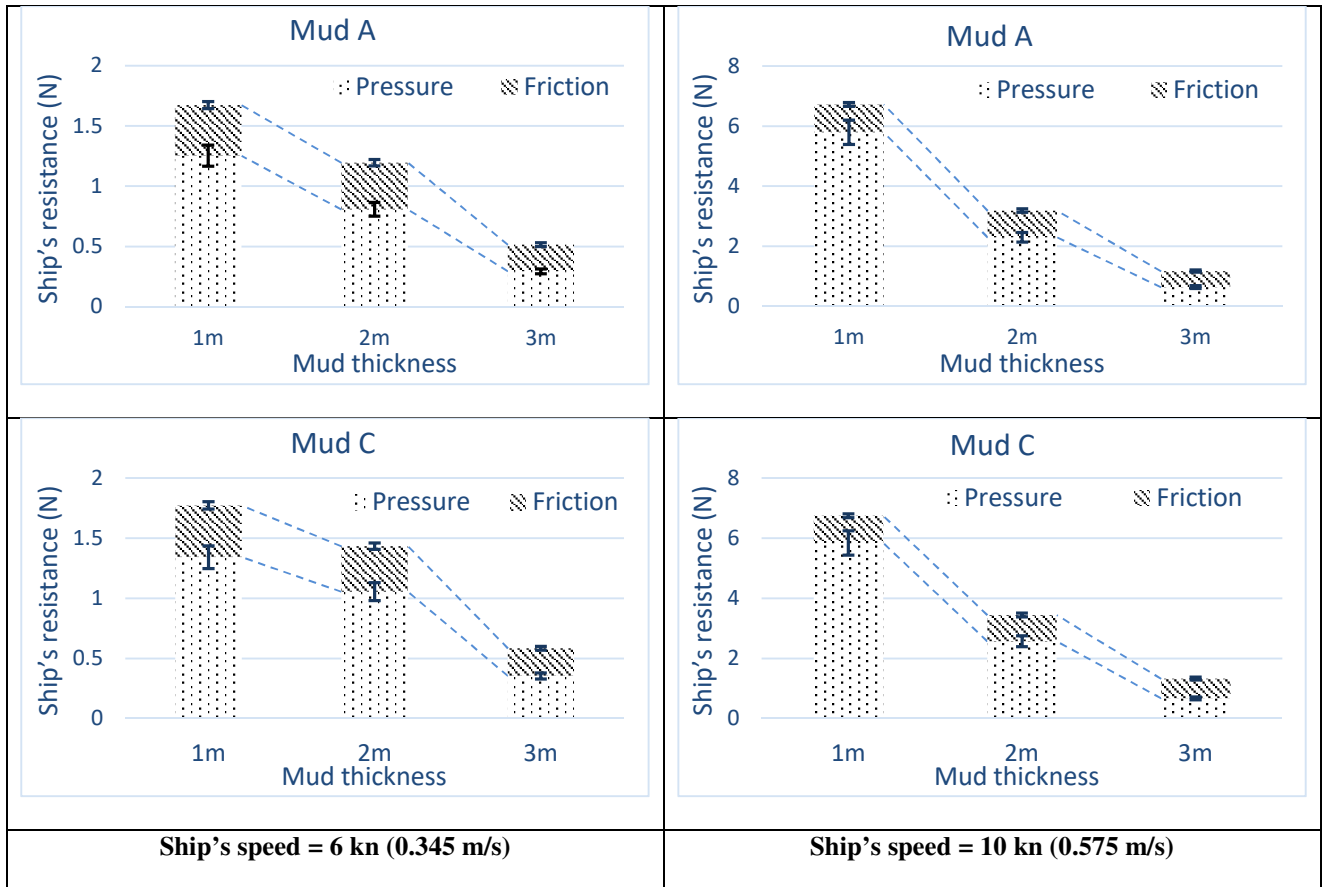 Mud A
Pressure Friction
Ship's resistance (N)
2
1.5
1
0.5
0
1m 2m 3m
Mud thickness
Mud A
Pressure Friction
Ship's resistance (N)
8
6
4
2
0
1m 2m 3m
Mud thickness
Mud C
Pressure Friction
Ship's resistance (N)
2
1.5
1
0.5
0
1m 2m 3m
Mud thickness
Mud C
Pressure Friction
Ship's resistance (N)
8
6
4
2
0
1m 2m 3m
Mud thickness
Ship's speed = 6 kn (0.345 m/s)
Ship's speed = 10 kn (0.575 m/s)